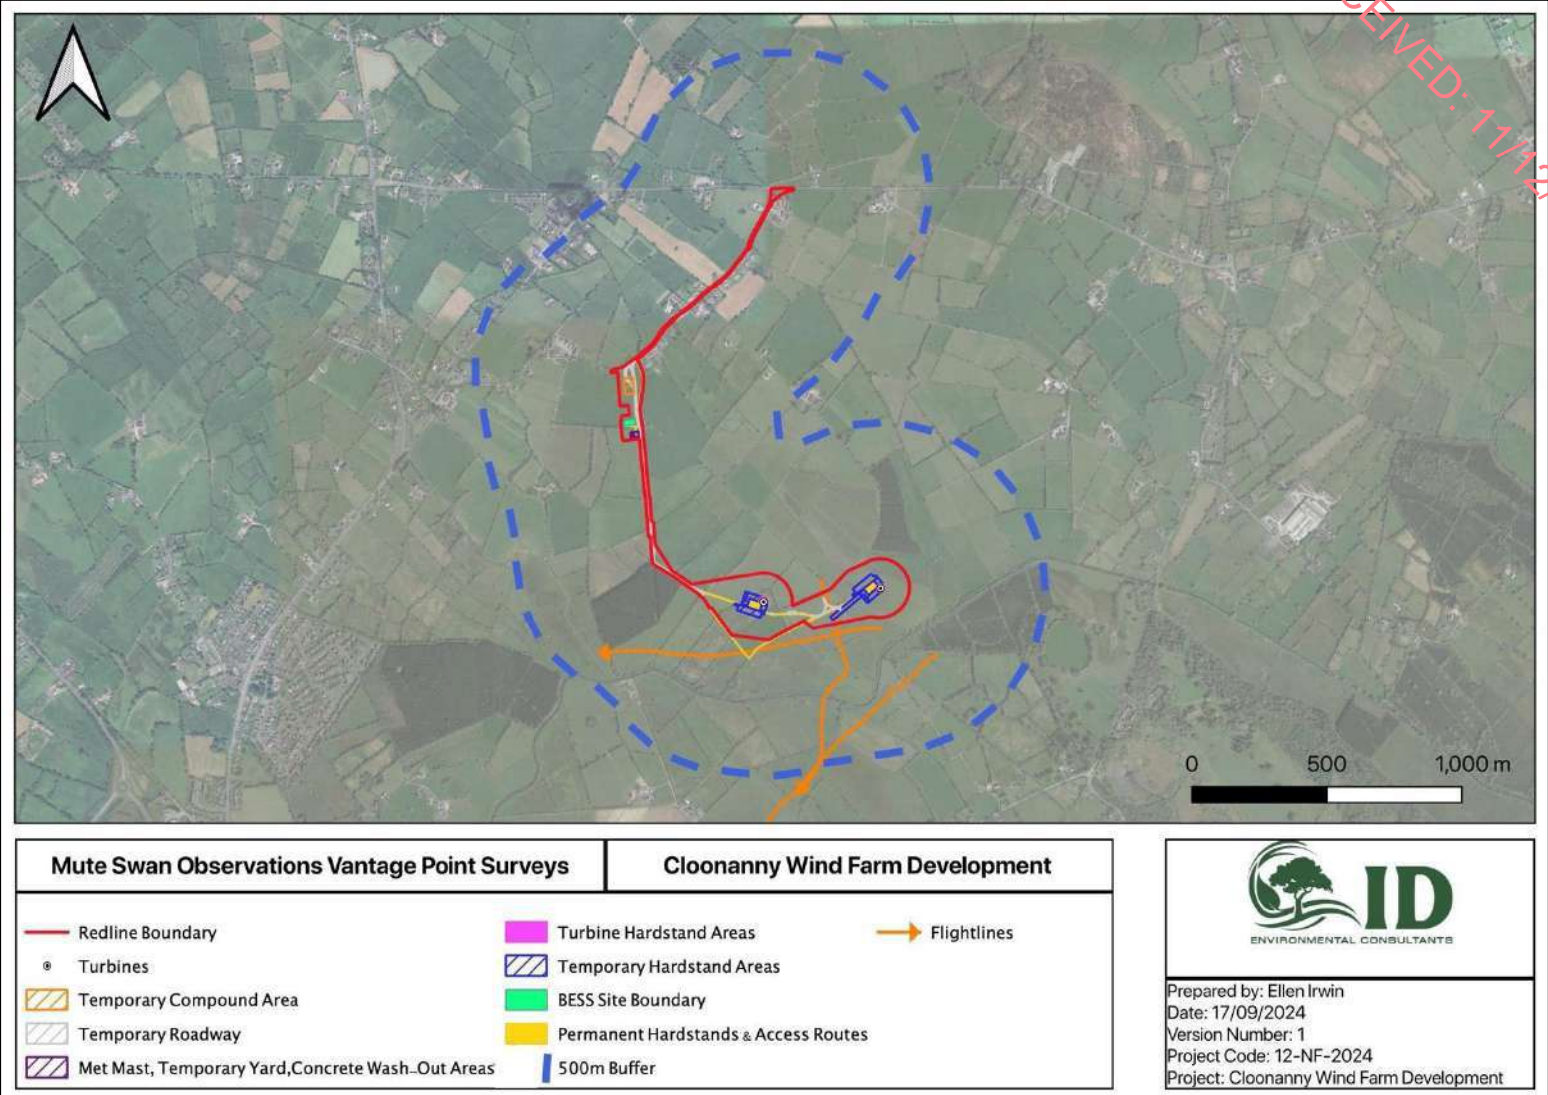 CEIVED: 11/12/
0 500 1,000 m
Mute Swan Observations Vantage Point Surveys
Cloonanny Wind Farm Development
Redline Boundary
Turbines
Temporary Compound Area
Temporary Roadway
Met Mast, Temporary Yard,Concrete Wash-Out Areas
Turbine Hardstand Areas
Temporary Hardstand Areas
BESS Site Boundary
Permanent Hardstands & Access Routes
500m Buffer
Flightlines
ID
ENVIRONMENTAL CONSULTANTS
Prepared by: Ellen Irwin
Date: 17/09/2024
Version Number: 1
Project Code: 12-NF-2024
Project: Cloonanny Wind Farm Development